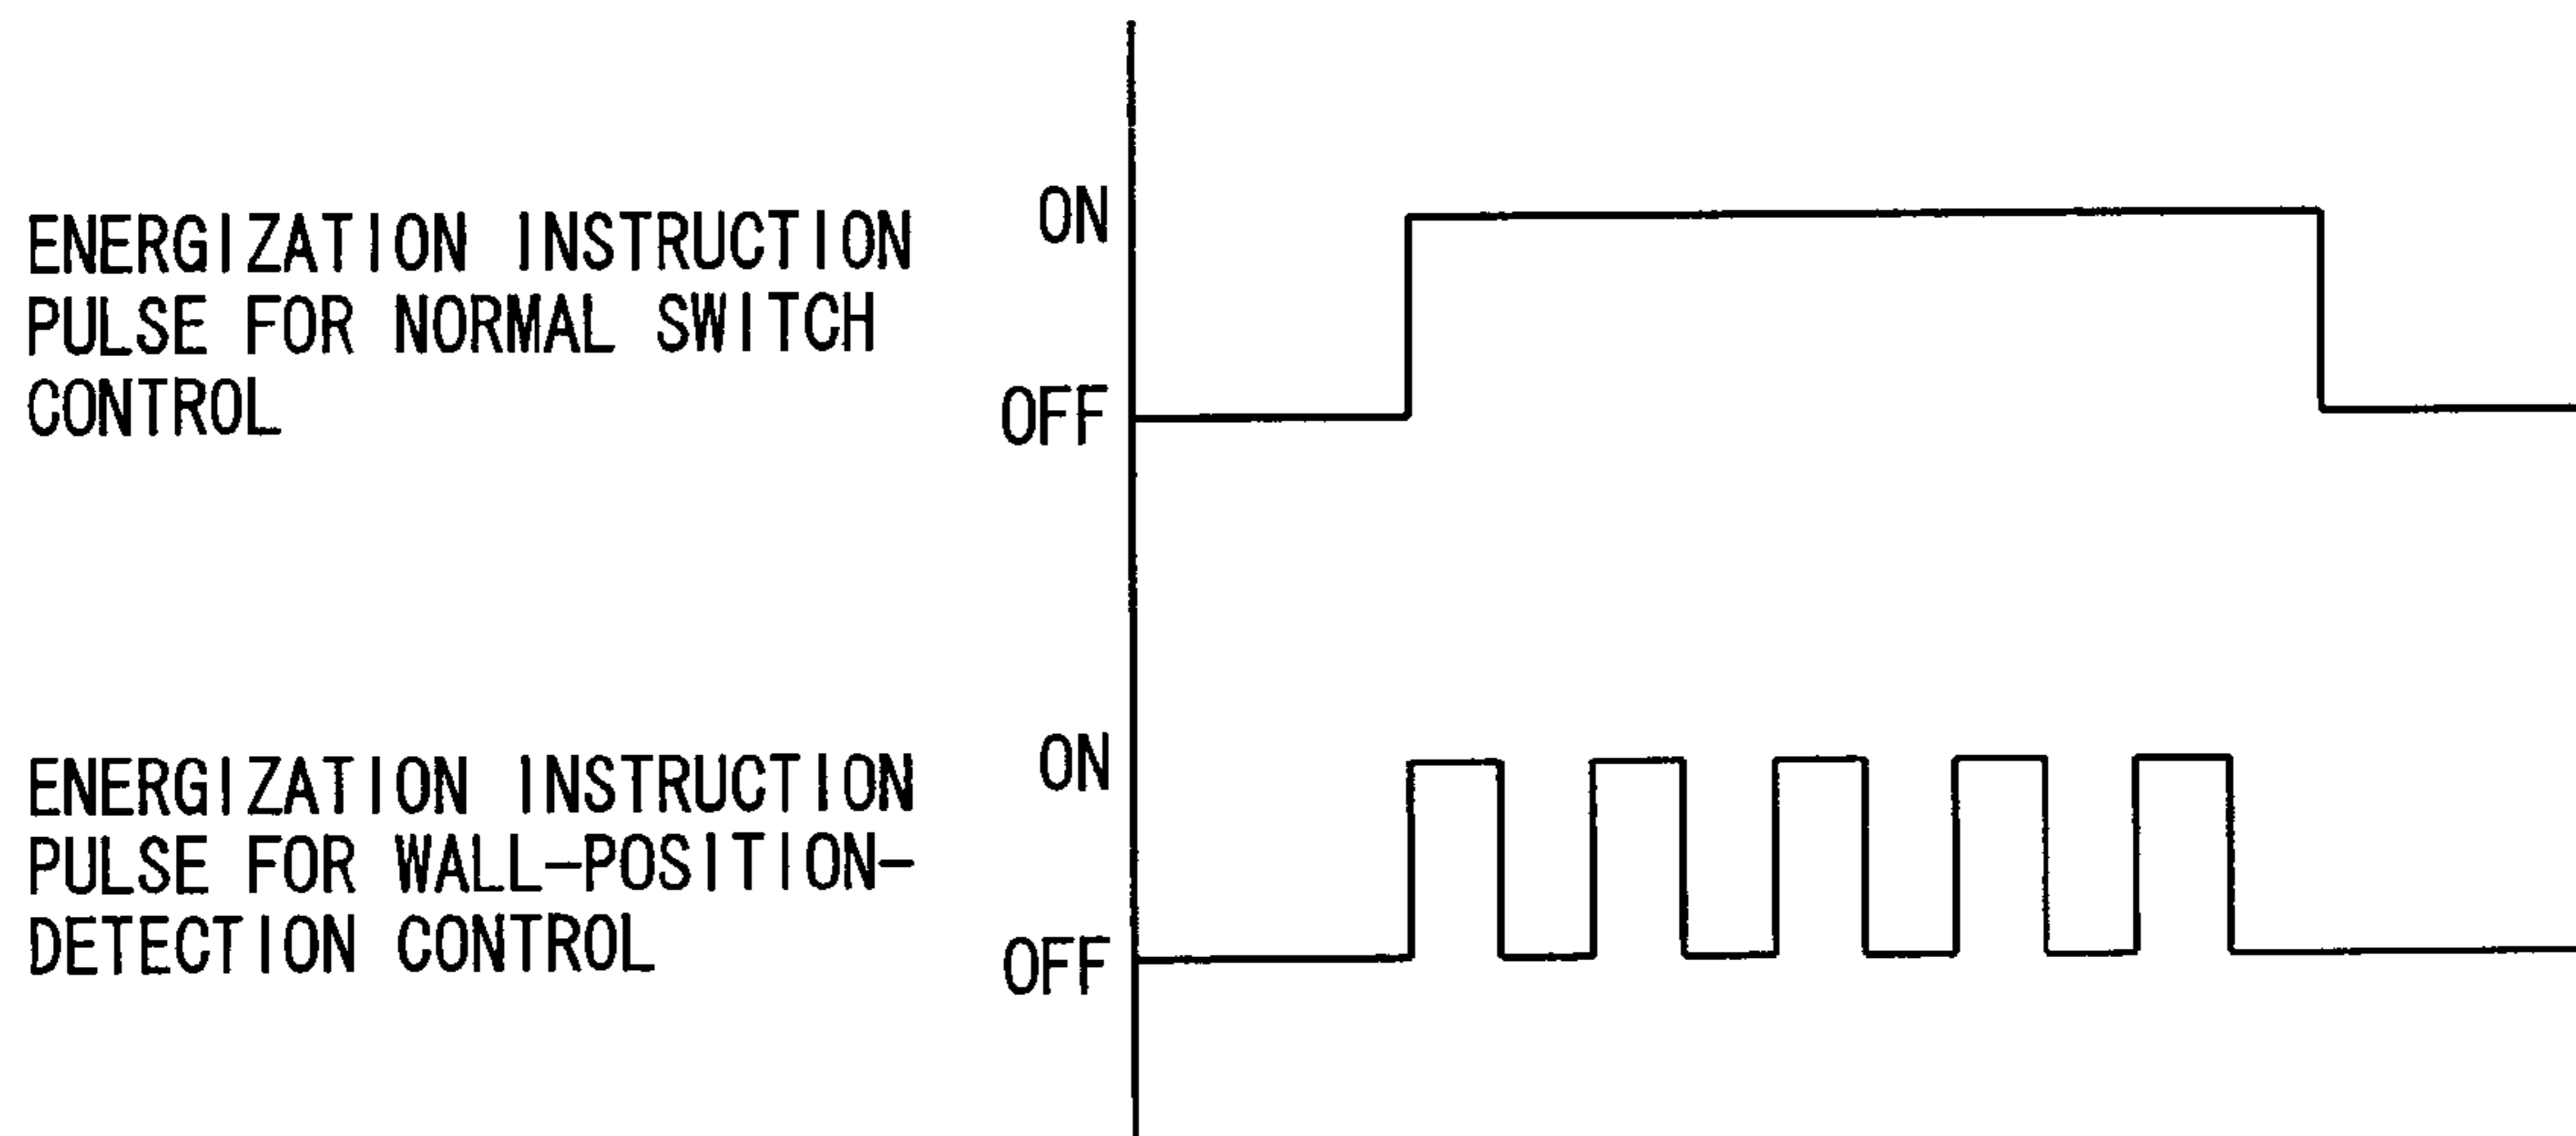 ENERGIZATION INSTRUCTION
PULSE FOR NORMAL SWITCH
CONTROL
ON
OFF
ENERGIZATION INSTRUCTION
PULSE FOR WALL-POSITION-
DETECTION CONTROL
ON
OFF